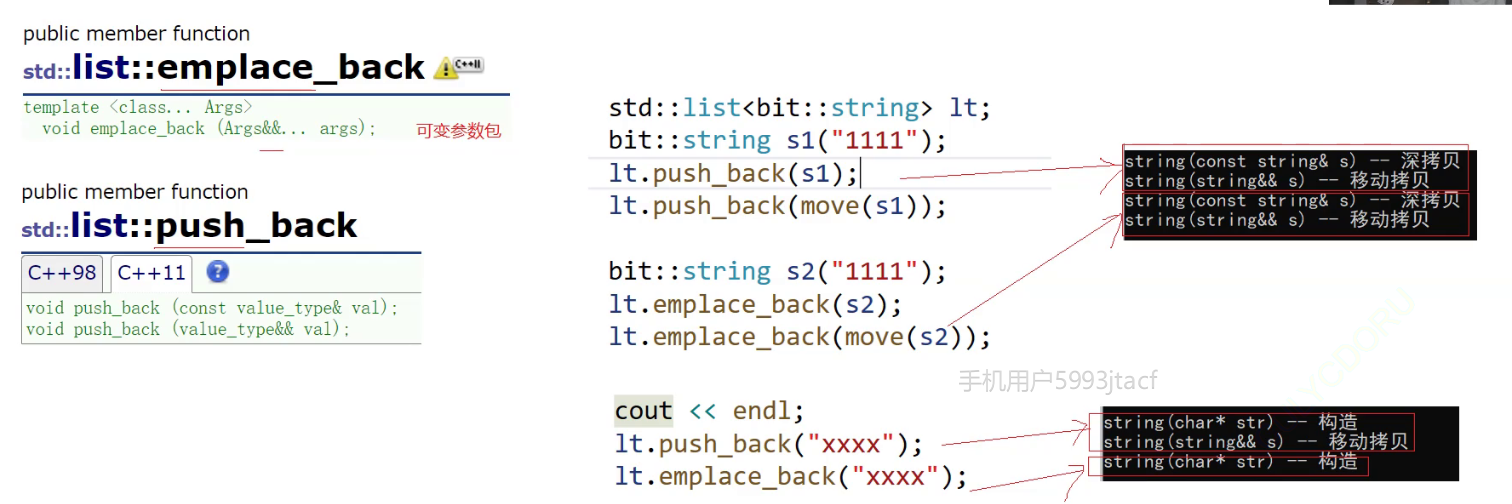 public member function
std::list::emplace_back C++11
template <class... Args>
void emplace_back (Args&&... args);
可变参数包
public member function
std::list::push_back
C++98 C++11 ?
void push_back (const value_type& val);
void push_back (value_type&& val);
std::list<bit::string> lt;
bit::string s1("1111");
lt.push_back(s1);
lt.push_back(move(s1));
bit::string s2("1111");
lt.emplace_back(s2);
lt.emplace_back(move(s2));
string(const string& s) -- 深拷贝
string(string&& s) -- 移动拷贝
string(const string& s) -- 深拷贝
string(string&& s) -- 移动拷贝
手机用户5993jtacf
cout << endl;
lt.push_back("xxxx");
lt.emplace_back("xxxx");
string(char* str) -- 构造
string(string&& s) -- 移动拷贝
string(char* str) -- 构造